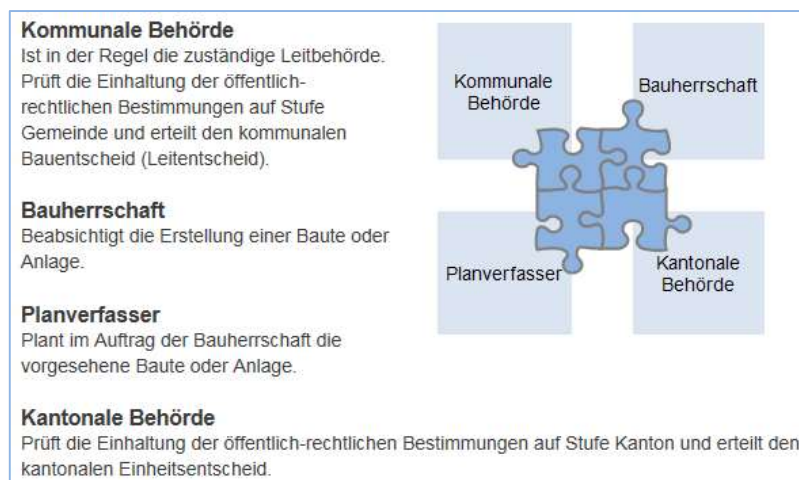 Kommunale Behörde
Ist in der Regel die zuständige Leitbehörde.
Prüft die Einhaltung der öffentlich-
rechtlichen Bestimmungen auf Stufe
Gemeinde und erteilt den kommunalen
Bauentscheid (Leitentscheid).
Bauherrschaft
Beabsichtigt die Erstellung einer Baute oder
Anlage.
Planverfasser
Plant im Auftrag der Bauherrschaft die
vorgesehene Baute oder Anlage.
Kantonale Behörde
Prüft die Einhaltung der öffentlich-rechtlichen Bestimmungen auf Stufe Kanton und erteilt den
kantonalen Einheitsentscheid.
Kommunale
Behörde
Bauherrschaft
Planverfasser
Kantonale
Behörde